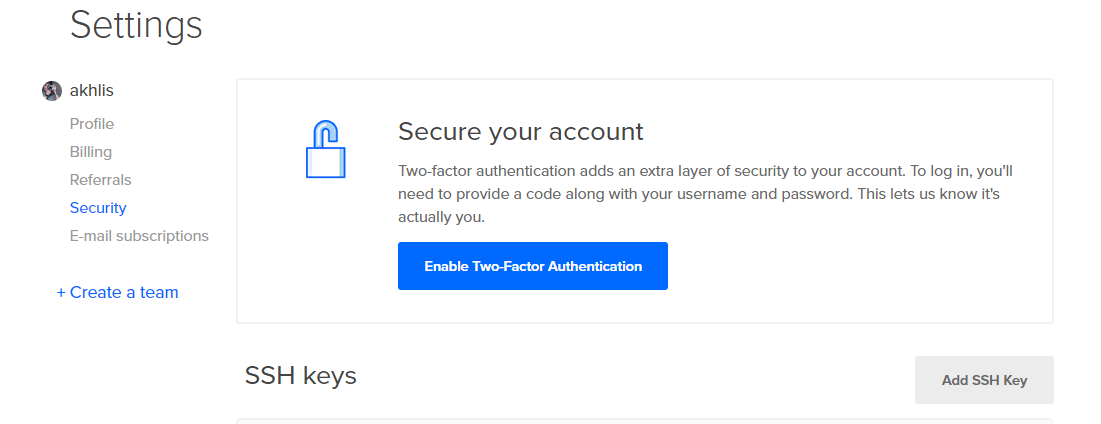 Settings
akhlis
Profile
Billing
Referrals
Security
E-mail subscriptions
+ Create a team
Secure your account
Two-factor authentication adds an extra layer of security to your account. To log in, you'll
need to provide a code along with your username and password. This lets us know it's
actually you.
Enable Two-Factor Authentication
SSH keys
Add SSH Key